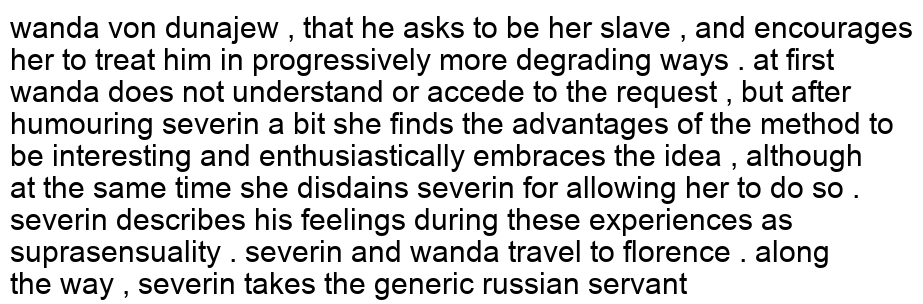 wanda von dunajew , that he asks to be her slave , and encourages
her to treat him in progressively more degrading ways . at first
wanda does not understand or accede to the request , but after
humouring severin a bit she finds the advantages of the method to
be interesting and enthusiastically embraces the idea , although
at the same time she disdains severin for allowing her to do so .
severin describes his feelings during these experiences as
suprasensuality . severin and wanda travel to florence . along
the way , severin takes the generic russian servant